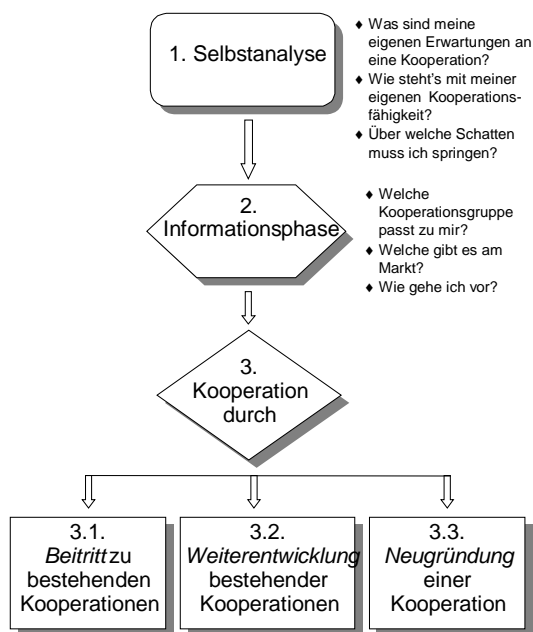 1. Selbstanalyse
♦ Was sind meine
eigenen Erwartungen an
eine Kooperation?
♦ Wie steht's mit meiner
eigenen Kooperations-
fähigkeit?
♦ Über welche Schatten
muss ich springen?
2.
Informationsphase
♦ Welche
Kooperationsgruppe
passt zu mir?
♦ Welche gibt es am
Markt?
♦ Wie gehe ich vor?
3.
Kooperation
durch
3.1.
Beitritt zu
bestehenden
Kooperationen
3.2.
Weiterentwicklung
bestehender
Kooperationen
3.3.
Neugründung
einer
Kooperation